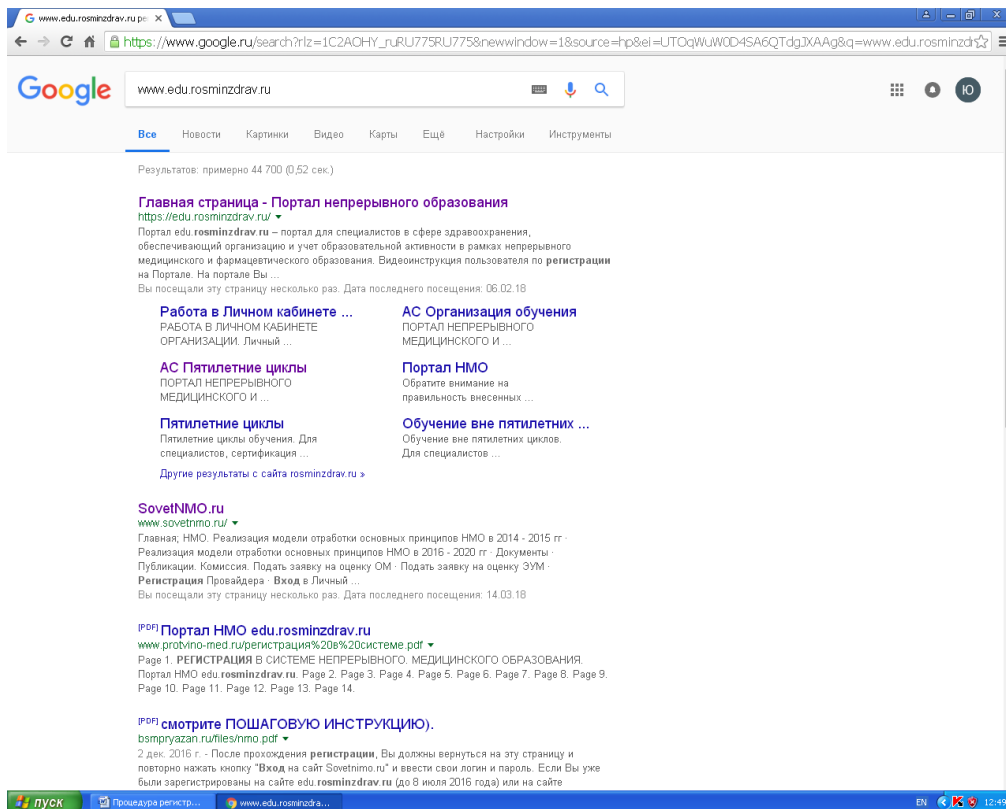 www.edu.rosminzdrav.ru ре
https://www.google.ru/search?rlz=1C2AOHY_ruRU775RU775&newwindow=1&source=hp&ei=UTOqWuW0D4SA6QTdgJXAAg&q=www.edu.rosminzdr
Google
www.edu.rosminzdrav.ru
Ю
Все Новости Картинки Видео Карты Ещё Настройки Инструменты
Результатов: примерно 44 700 (0,52 сек.)
Главная страница - Портал непрерывного образования
https://edu.rosminzdrav.ru/
Портал edu.rosminzdrav.ru – портал для специалистов в сфере здравоохранения,
обеспечивающий организацию и учет образовательной активности в рамках непрерывного
медицинского и фармацевтического образования. Видеоинструкция пользователя по регистрации
на Портале. На портале Вы ...
Вы посещали эту страницу несколько раз. Дата последнего посещения: 06.02.18
Работа в Личном кабинете ... АС Организация обучения
РАБОТА В ЛИЧНОМ КАБИНЕТЕ ПОРТАЛ НЕПРЕРЫВНОГО
ОРГАНИЗАЦИИ. Личный ... МЕДИЦИНСКОГО И ...
АС Пятилетние циклы Портал НМО
ПОРТАЛ НЕПРЕРЫВНОГО Обратите внимание на
МЕДИЦИНСКОГО И ... правильность внесенных ...
Пятилетние циклы Обучение вне пятилетних ...
Пятилетние циклы обучения. Для Обучение вне пятилетних циклов.
специалистов, сертификация ... Для специалистов ...
Другие результаты с сайта rosminzdrav.ru »
SovetNMO.ru
www.sovetnmo.ru/
Главная; НМО. Реализация модели отработки основных принципов НМО в 2014 - 2015 гг ·
Реализация модели отработки основных принципов НМО в 2016 - 2020 гг · Документы ·
Публикации. Комиссия. Подать заявку на оценку ОМ · Подать заявку на оценку ЭУМ ·
Регистрация Провайдера · Вход в Личный ...
Вы посещали эту страницу несколько раз. Дата последнего посещения: 14.03.18
[PDF] Портал НМО edu.rosminzdrav.ru
www.protvino-med.ru/регистрация%20в%20системе.pdf
Page 1. РЕГИСТРАЦИЯ В СИСТЕМЕ НЕПРЕРЫВНОГО. МЕДИЦИНСКОГО ОБРАЗОВАНИЯ.
Портал НМО edu.rosminzdrav.ru. Page 2. Page 3. Page 4. Page 5. Page 6. Page 7. Page 8. Page 9.
Page 10. Page 11. Page 12. Page 13. Page 14.
[PDF] смотрите ПОШАГОВУЮ ИНСТРУКЦИЮ).
bsmpryazan.ru/files/nmo.pdf
2 дек. 2016 г. - После прохождения регистрации, Вы должны вернуться на эту страницу и
повторно нажать кнопку "Вход на сайт Sovetnmo.ru" и ввести свои логин и пароль. Если Вы уже
были зарегистрированы на сайте edu.rosminzdrav.ru (до 8 июля 2016 года) или на сайте
пуск Процедура регистр... www.edu.rosminzdra... EN 12:49